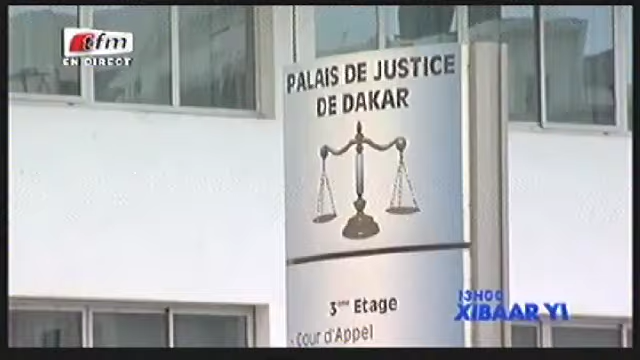 tfm
EN DIRECT
PALAIS DE JUSTICE
DE DAKAR
3ème Etage
- Cour d'Appel
13H00
XIBAAR YI